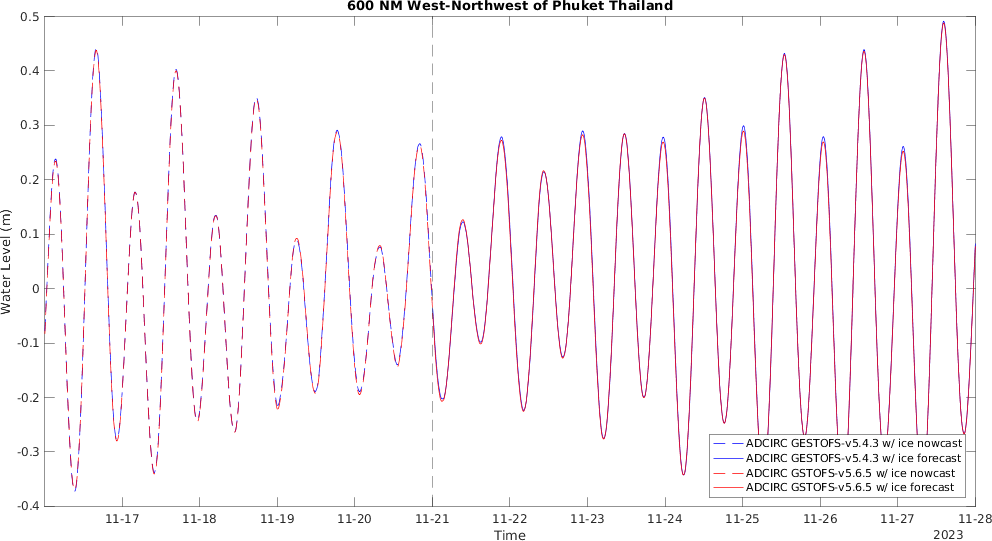 600 NM West-Northwest of Phuket Thailand
0.5
0.4
0.3
0.2
0.1
0
-0.1
-0.2
-0.3
-0.4
Water Level (m)
ADCIRC GESTOFS-v5.4.3 w/ ice nowcast
ADCIRC GESTOFS-v5.4.3 w/ ice forecast
ADCIRC GSTOFS-v5.6.5 w/ ice nowcast
ADCIRC GSTOFS-v5.6.5 w/ ice forecast
11-17 11-18 11-19 11-20 11-21 11-22 11-23 11-24 11-25 11-26 11-27 11-28
Time
2023